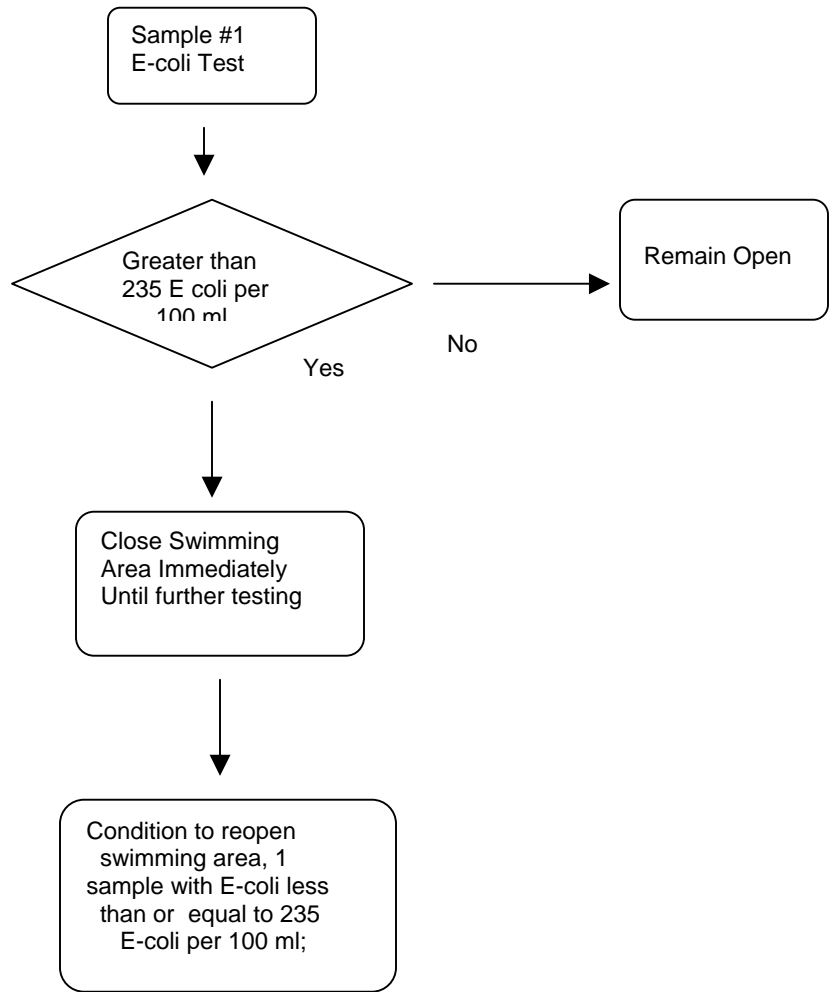 Sample #1
E-coli Test
Greater than
235 E coli per
100 ml
Remain Open
No
Yes
Close Swimming
Area Immediately
Until further testing
Condition to reopen
swimming area, 1
sample with E-coli less
than or equal to 235
E-coli per 100 ml;